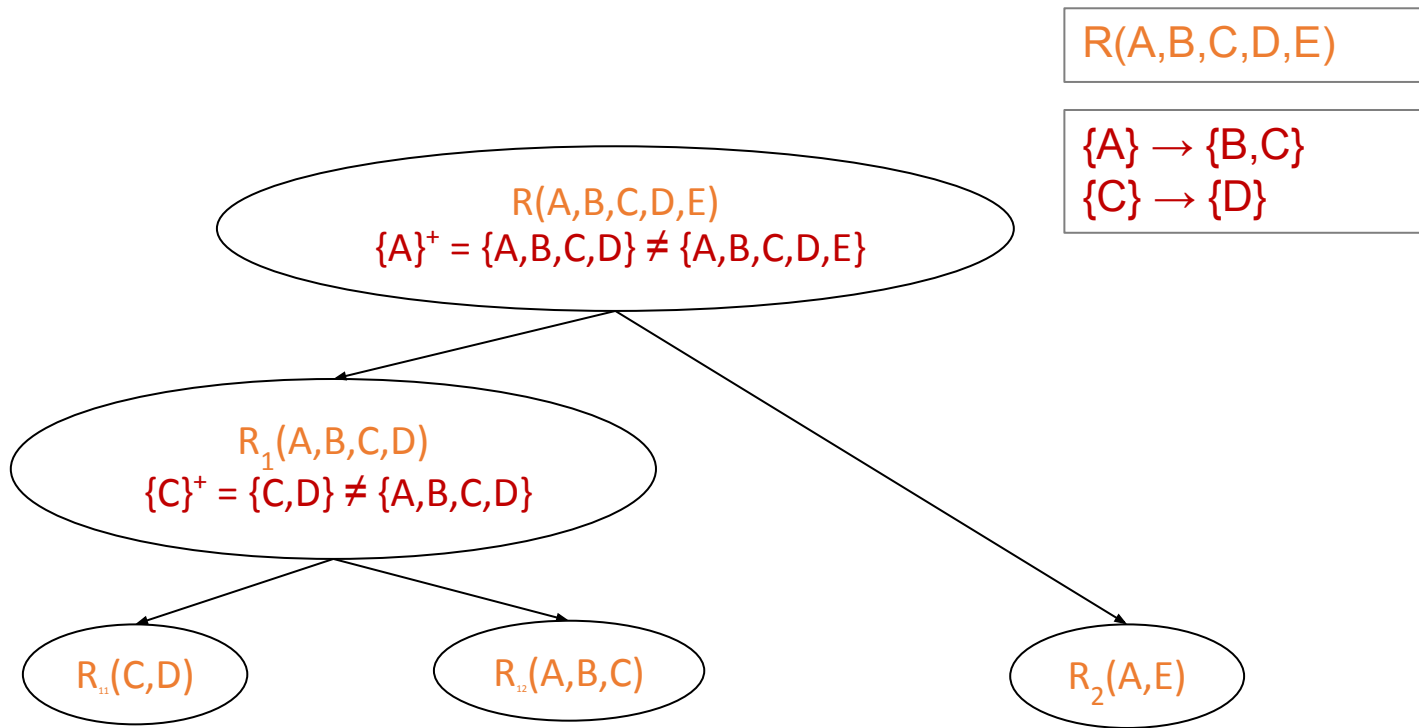 R(A,B,C,D,E)
{A} → {B,C}
{C} → {D}
R(A,B,C,D,E)
{A}⁺ = {A,B,C,D} ≠ {A,B,C,D,E}
R₁(A,B,C,D)
{C}⁺ = {C,D} ≠ {A,B,C,D}
R₁₁(C,D)
R₁₂(A,B,C)
R₂(A,E)